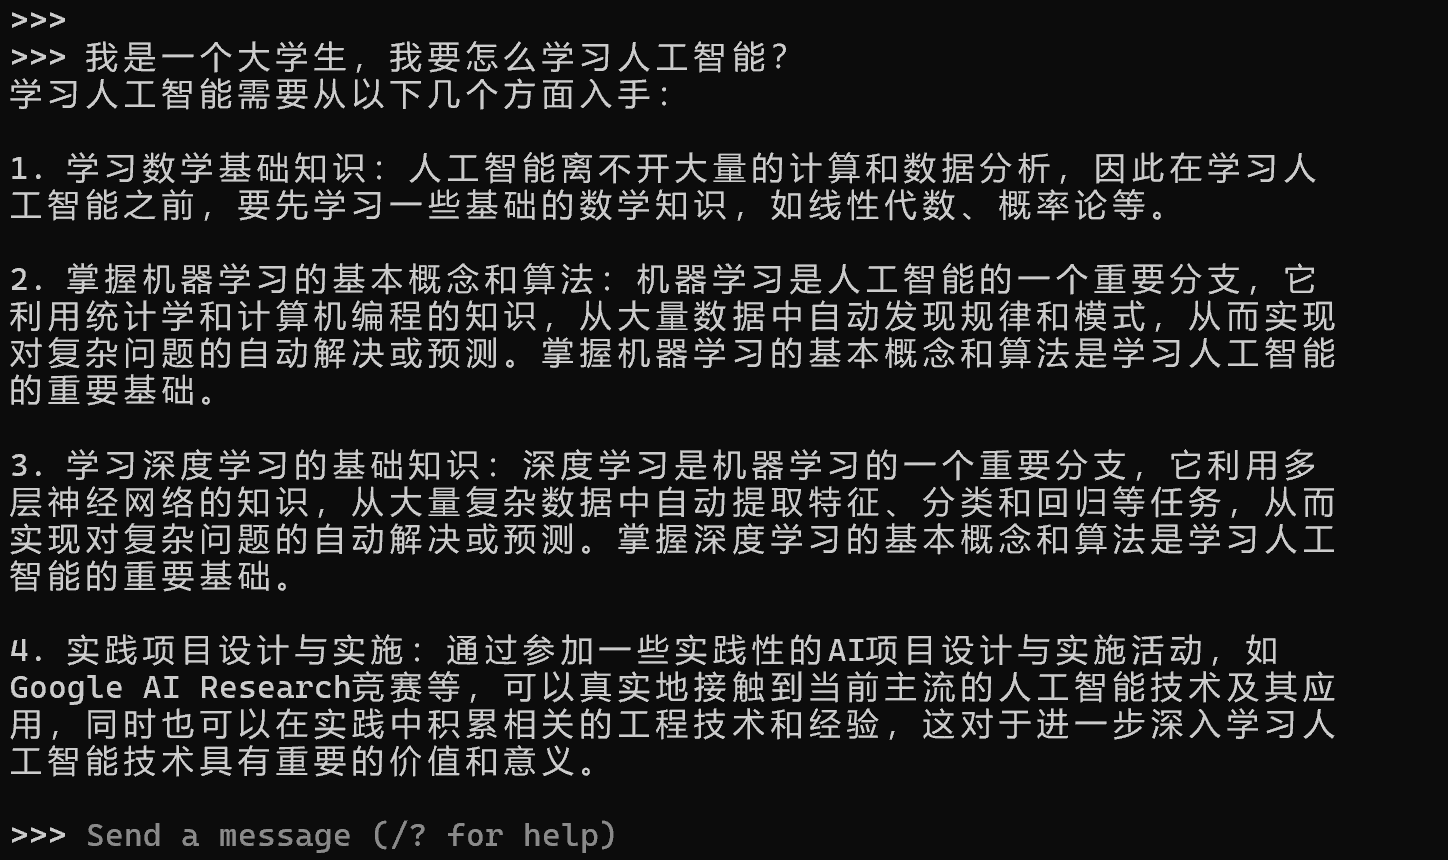 >>>
>>> 我是一个大学生，我要怎么学习人工智能？
学习人工智能需要从以下几个方面入手：
1. 学习数学基础知识：人工智能离不开大量的计算和数据分析，因此在学习人
工智能之前，要先学习一些基础的数学知识，如线性代数、概率论等。
2. 掌握机器学习的基本概念和算法：机器学习是人工智能的一个重要分支，它
利用统计学和计算机编程的知识，从大量数据中自动发现规律和模式，从而实现
对复杂问题的自动解决或预测。掌握机器学习的基本概念和算法是学习人工智能
的重要基础。
3. 学习深度学习的基础知识：深度学习是机器学习的一个重要分支，它利用多
层神经网络的知识，从大量复杂数据中自动提取特征、分类和回归等任务，从而
实现对复杂问题的自动解决或预测。掌握深度学习的基本概念和算法是学习人工
智能的重要基础。
4. 实践项目设计与实施：通过参加一些实践性的AI项目设计与实施活动，如
Google AI Research竞赛等，可以真实地接触到当前主流的人工智能技术及其应
用，同时也可以在实践中积累相关的工程技术和经验，这对于进一步深入学习人
工智能技术具有重要的价值和意义。
>>> Send a message (/? for help)